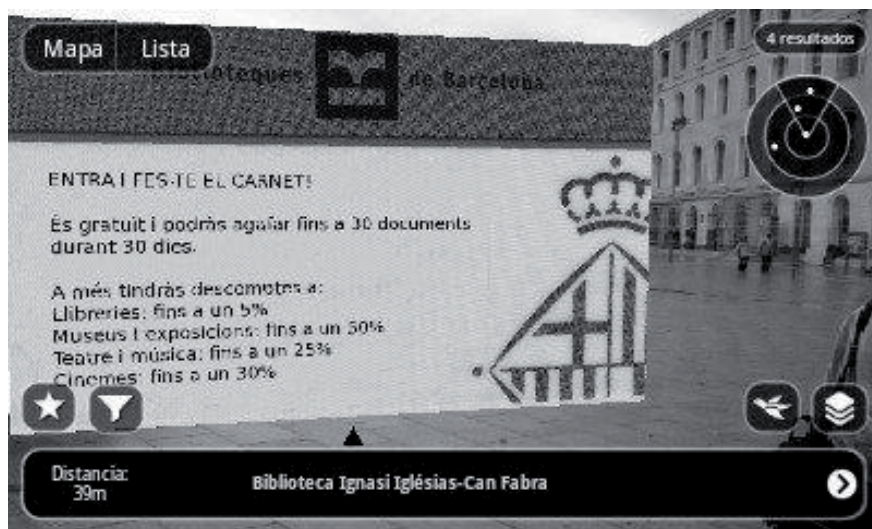 Mapa Lista
4 resultados
Biblioteques de Barcelona
ENTRA I FES-TE EL CARNET!
És gratuït i podràs agafar fins a 30 documents
durant 30 dies.
A més tindràs descomptes a:
Llibreries: fins a un 5%
Museus i exposicions: fins a un 50%
Teatre i música: fins a un 25%
Cinemes: fins a un 30%
Distancia:
39m
Biblioteca Ignasi Iglésias-Can Fabra